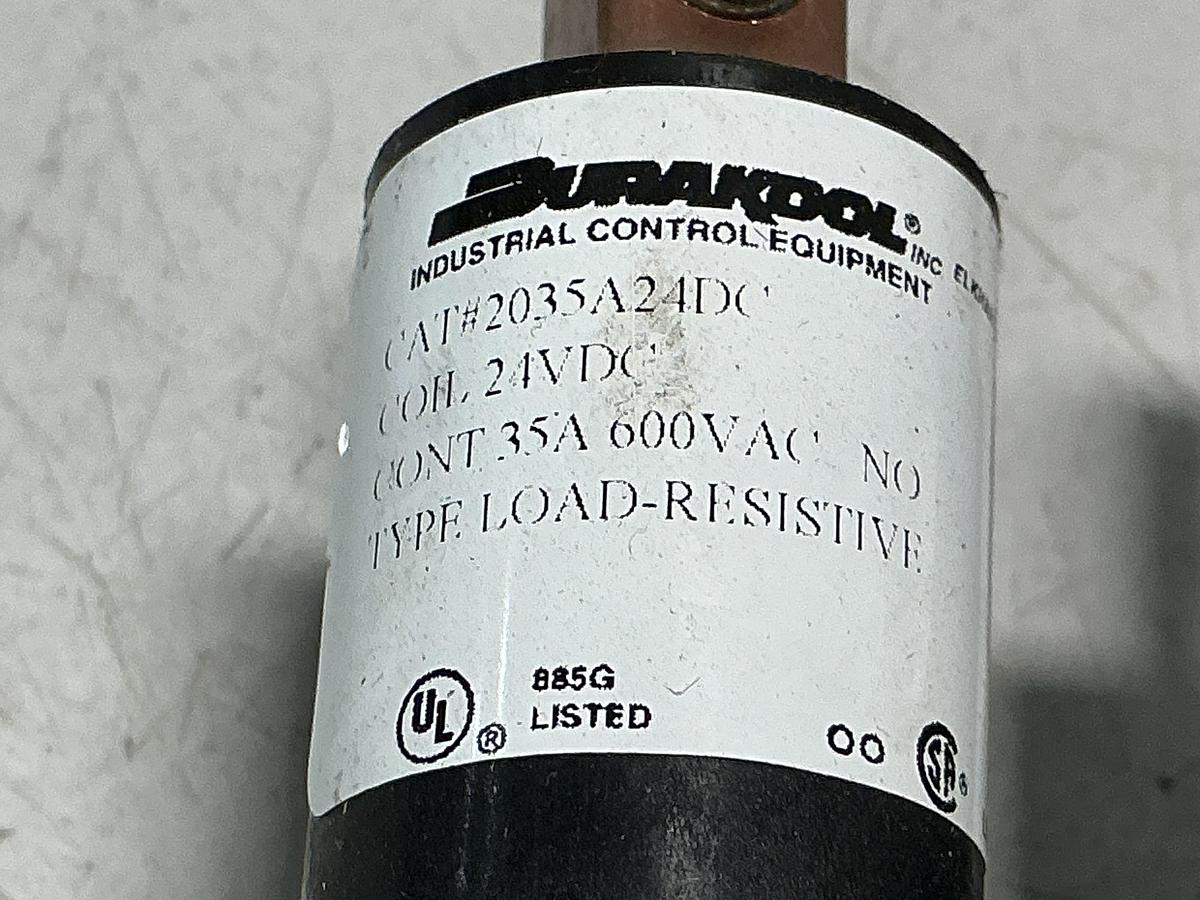 DURAKOOL® INC
INDUSTRIAL CONTROL EQUIPMENT
CAT#2035A24DC
COIL 24VDC
CONT 35A 600VAC NO
TYPE LOAD-RESISTIVE
UL ®
885G
LISTED
OO
SA G